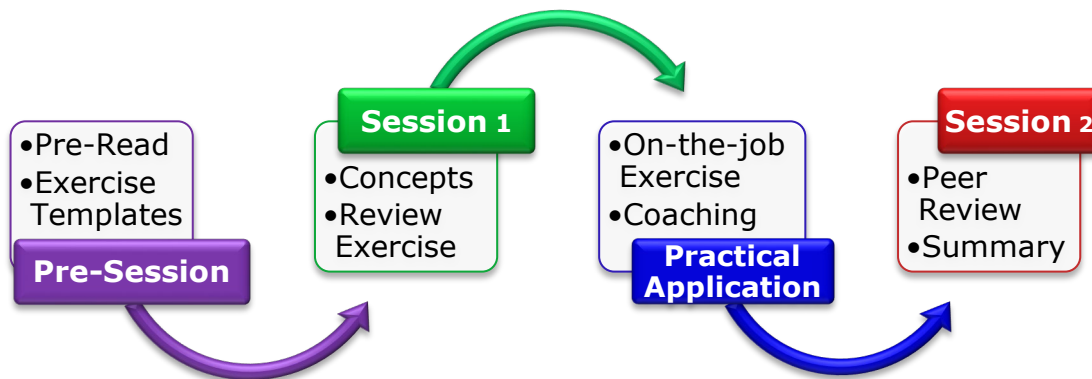 •Pre-Read
•Exercise
Templates
Pre-Session
Session 1
•Concepts
•Review
Exercise
•On-the-job
Exercise
•Coaching
Practical
Application
Session 2
•Peer
Review
•Summary